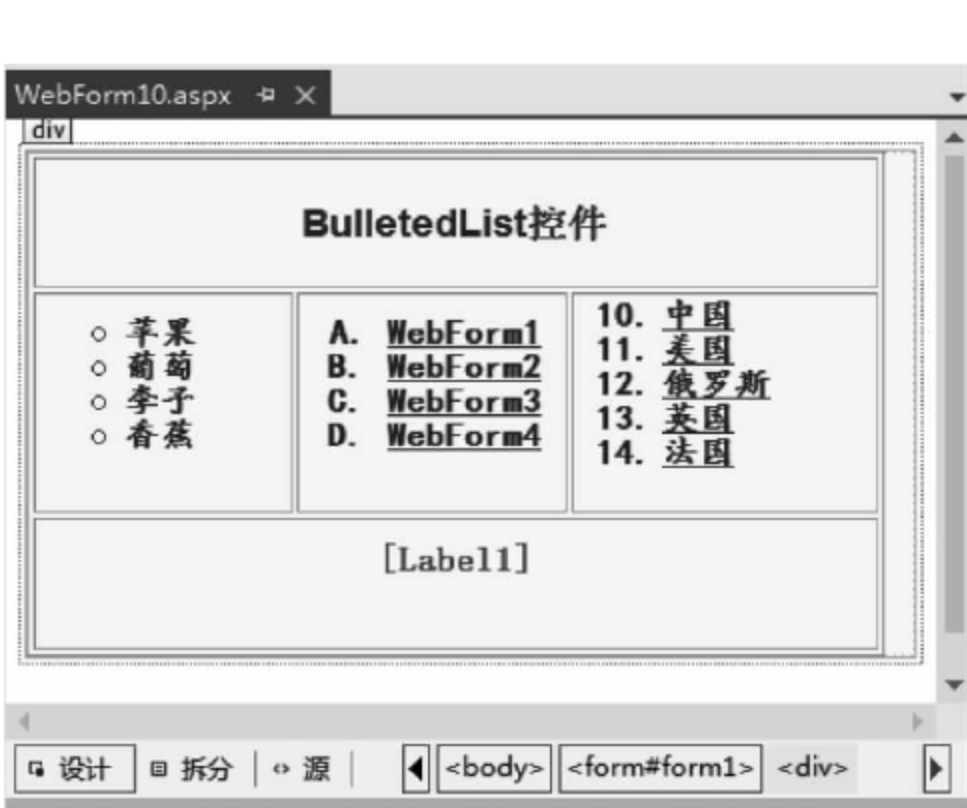 WebForm10.aspx
div
BulletedList控件
苹果
葡萄
李子
香蕉
A. WebForm1
B. WebForm2
C. WebForm3
D. WebForm4
10. 中国
11. 美国
12. 俄罗斯
13. 英国
14. 法国
[Label1]
设计 拆分 源 <body> <form#form1> <div>